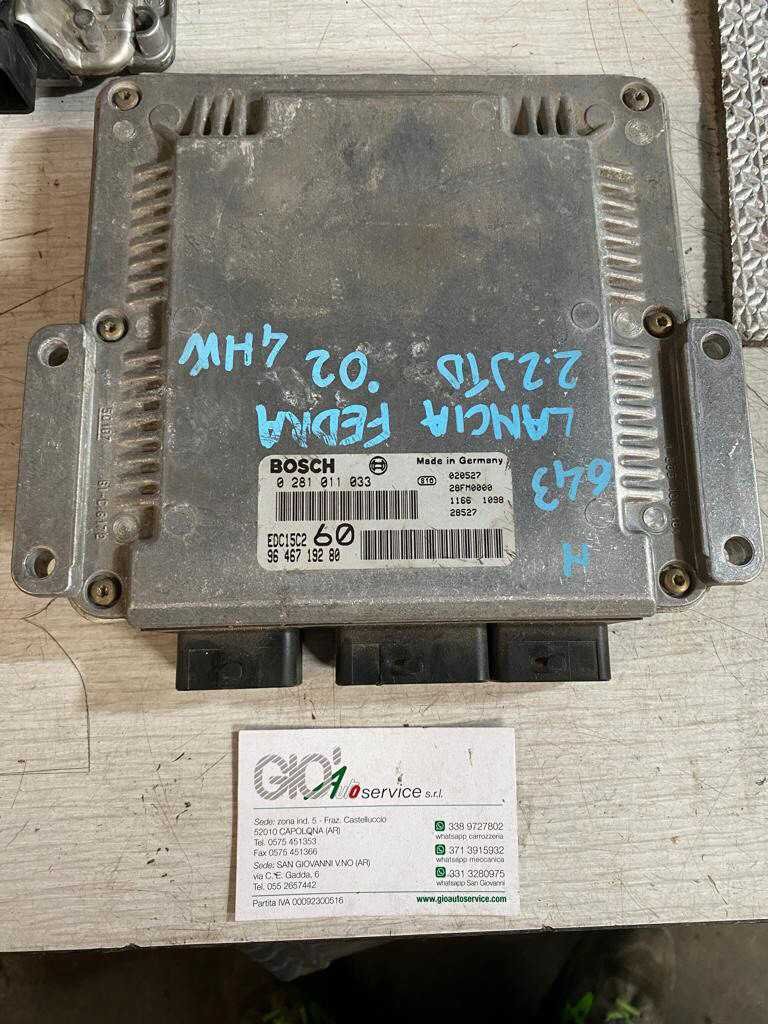 4HW
2.2JTD '02
LANCIA FEDRA
643
M
BOSCH
Made in Germany
0 281 011 033
020527
28FM0000
1166 1098
28527
EDC15C2 60
96 467 192 80
GIO' Autoservice s.r.l.
Sede: zona ind. 5 - Fraz. Castelluccio
52010 CAPOLONA (AR)
Tel. 0575 451353
Fax 0575 451366
Sede: SAN GIOVANNI V.NO (AR)
via C. E. Gadda, 6
Tel. 055 2657442
Partita IVA 00092300516
338 9727802
whatsapp carrozzeria
371 3915932
whatsapp meccanica
331 3280975
whatsapp San Giovanni
www.gioautoservice.com